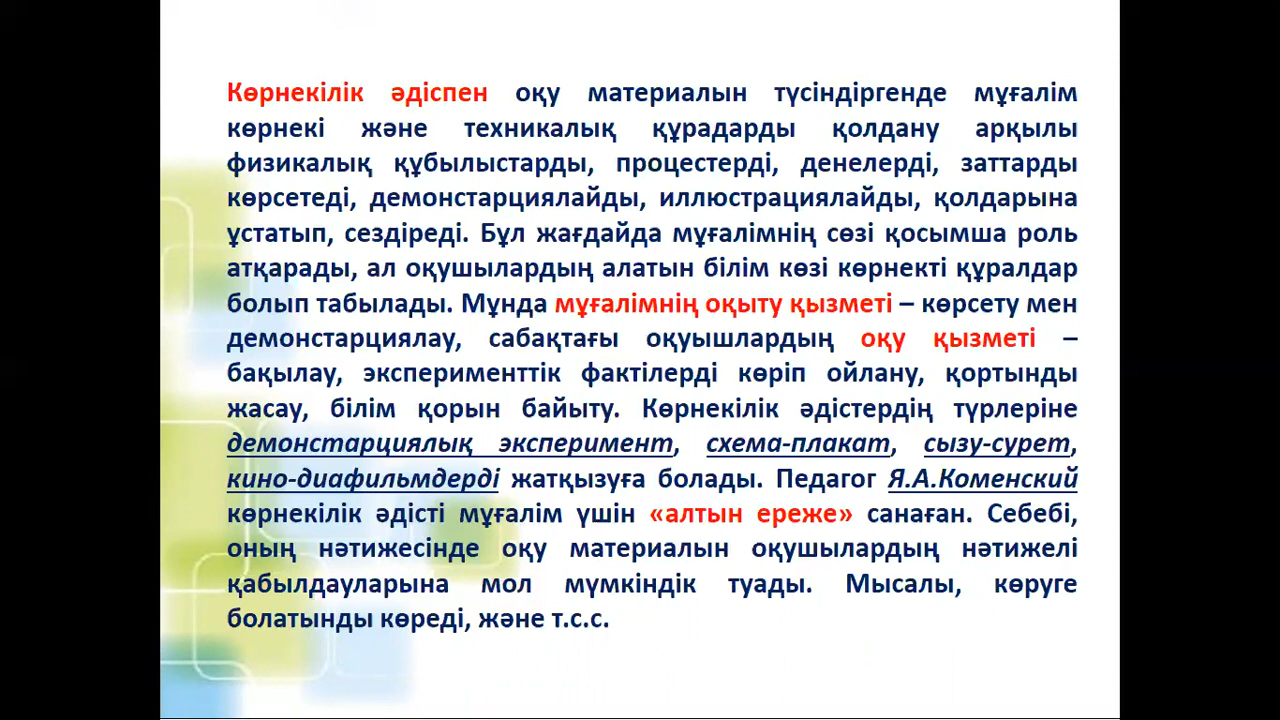 Көрнекілік әдіспен оқу материалын түсіндіргенде мұғалім
көрнекі және техникалық құрадарды қолдану арқылы
физикалық құбылыстарды, процестерді, денелерді, заттарды
көрсетеді, демонстарциялайды, иллюстрациялайды, қолдарына
ұстатып, сездіреді. Бұл жағдайда мұғалімнің сөзі қосымша роль
атқарады, ал оқушылардың алатын білім көзі көрнекті құралдар
болып табылады. Мұнда мұғалімнің оқыту қызметі – көрсету мен
демонстарциялау, сабақтағы оқуышлардың оқу қызметі –
бақылау, эксперименттік фактілерді көріп ойлану, қортынды
жасау, білім қорын байыту. Көрнекілік әдістердің түрлеріне
демонстарциялық эксперимент, схема-плакат, сызу-сурет,
кино-диафильмдерді жатқызуға болады. Педагог Я.А.Коменский
көрнекілік әдісті мұғалім үшін «алтын ереже» санаған. Себебі,
оның нәтижесінде оқу материалын оқушылардың нәтижелі
қабылдауларына мол мүмкіндік туады. Мысалы, көруге
болатынды көреді, және т.с.с.